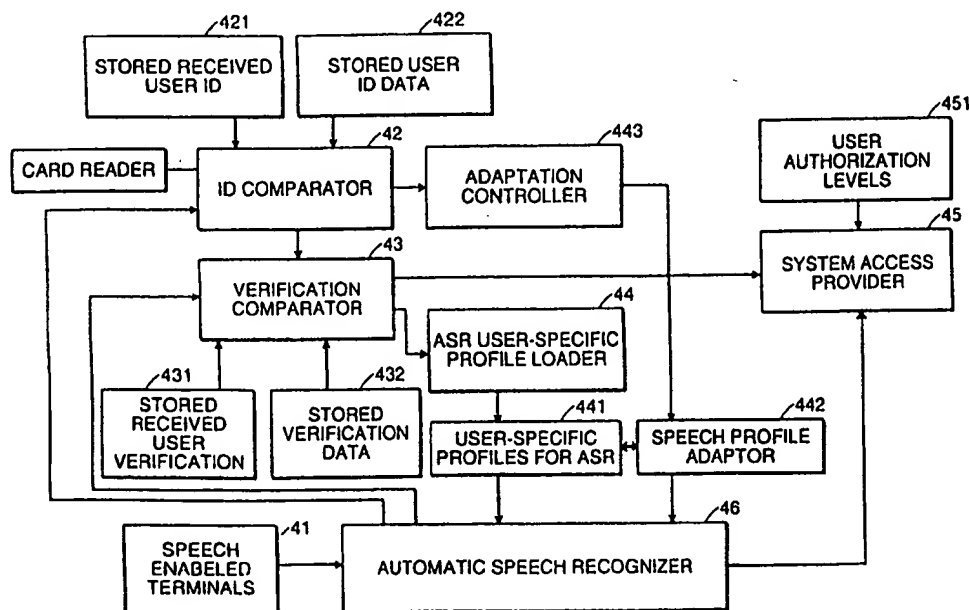 421
STORED RECEIVED
USER ID
422
STORED USER
ID DATA
451
USER
AUTHORIZATION
LEVELS
CARD READER
42
ID COMPARATOR
443
ADAPTATION
CONTROLLER
45
SYSTEM ACCESS
PROVIDER
43
VERIFICATION
COMPARATOR
44
ASR USER-SPECIFIC
PROFILE LOADER
431
STORED
RECEIVED
USER
VERIFICATION
432
STORED
VERIFICATION
DATA
441
USER-SPECIFIC
PROFILES FOR ASR
442
SPEECH PROFILE
ADAPTOR
41
SPEECH
ENABELED
TERMINALS
46
AUTOMATIC SPEECH RECOGNIZER